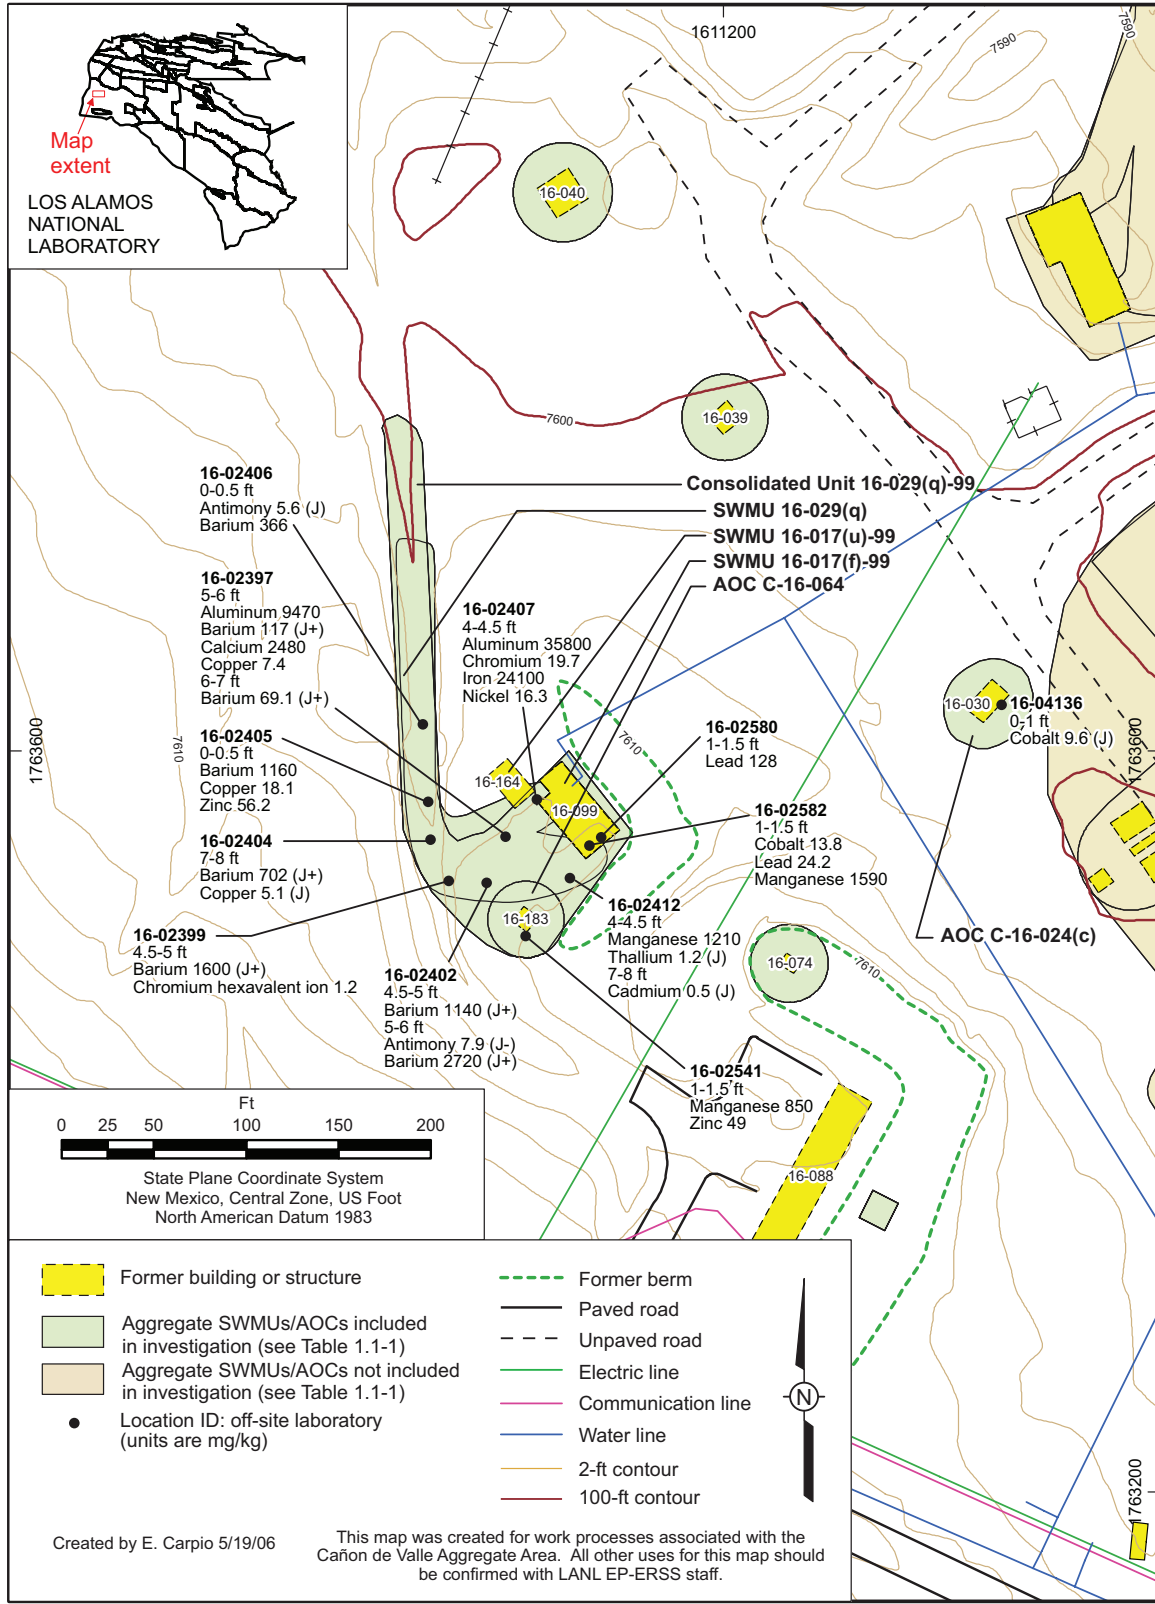 Map
extent
LOS ALAMOS
NATIONAL
LABORATORY
1611200
7590
7590
16-040
7600
16-039
Consolidated Unit 16-029(q)-99
SWMU 16-029(q)
SWMU 16-017(u)-99
SWMU 16-017(f)-99
AOC C-16-064
16-02406
0-0.5 ft
Antimony 5.6 (J)
Barium 366
16-02397
5-6 ft
Aluminum 9470
Barium 117 (J+)
Calcium 2480
Copper 7.4
6-7 ft
Barium 69.1 (J+)
16-02407
4-4.5 ft
Aluminum 35800
Chromium 19.7
Iron 24100
Nickel 16.3
16-02405
0-0.5 ft
Barium 1160
Copper 18.1
Zinc 56.2
16-02404
7-8 ft
Barium 702 (J+)
Copper 5.1 (J)
16-02399
4.5-5 ft
Barium 1600 (J+)
Chromium hexavalent ion 1.2
16-02402
4.5-5 ft
Barium 1140 (J+)
5-6 ft
Antimony 7.9 (J-)
Barium 2720 (J+)
16-02580
1-1.5 ft
Lead 128
16-02582
1-1.5 ft
Cobalt 13.8
Lead 24.2
Manganese 1590
16-02412
4-4.5 ft
Manganese 1210
Thallium 1.2 (J)
7-8 ft
Cadmium 0.5 (J)
16-02541
1-1.5 ft
Manganese 850
Zinc 49
16-030
16-04136
0-1 ft
Cobalt 9.6 (J)
AOC C-16-024(c)
1763600
1763600
7610
7610
7610
16-164
16-099
16-183
16-074
16-088
1763200
Ft
0 25 50 100 150 200
State Plane Coordinate System
New Mexico, Central Zone, US Foot
North American Datum 1983
Former building or structure
Aggregate SWMUs/AOCs included
in investigation (see Table 1.1-1)
Aggregate SWMUs/AOCs not included
in investigation (see Table 1.1-1)
Location ID: off-site laboratory
(units are mg/kg)
Former berm
Paved road
Unpaved road
Electric line
Communication line
Water line
2-ft contour
100-ft contour
N
Created by E. Carpio 5/19/06
This map was created for work processes associated with the
Cañon de Valle Aggregate Area. All other uses for this map should
be confirmed with LANL EP-ERSS staff.